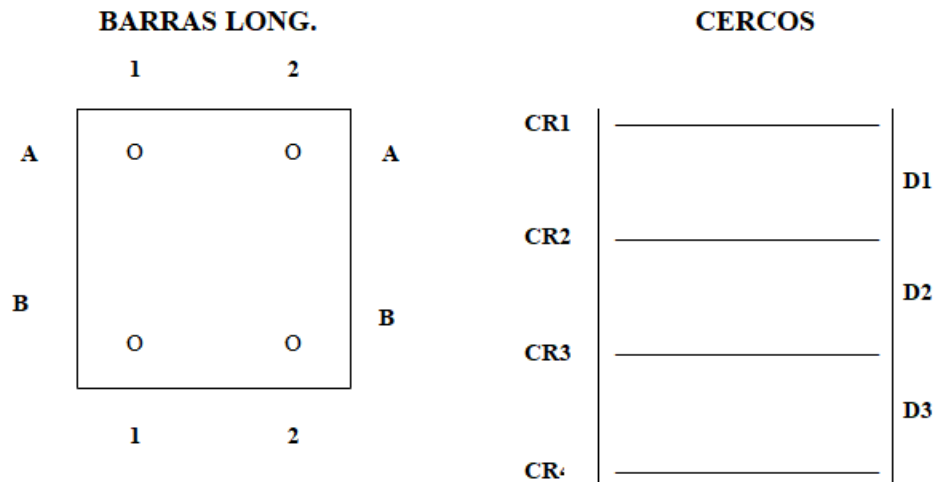 BARRAS LONG.
1 2
A O O A
B B
O O
1 2
CERCOS
CR1
D1
CR2
D2
CR3
D3